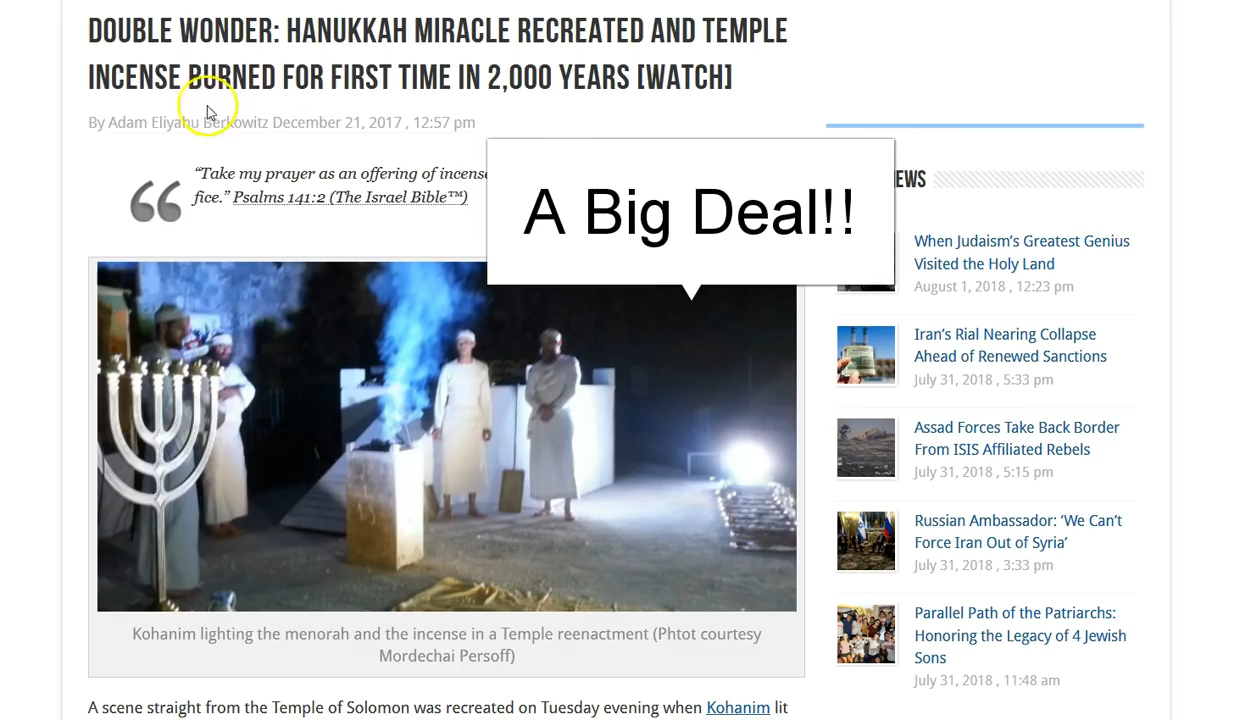 DOUBLE WONDER: HANUKKAH MIRACLE RECREATED AND TEMPLE
INCENSE BURNED FOR FIRST TIME IN 2,000 YEARS [WATCH]
By Adam Eliyahu Berkowitz December 21, 2017 , 12:57 pm
“Take my prayer as an offering of incense
fice.” Psalms 141:2 (The Israel Bible™)
A Big Deal!!
Kohanim lighting the menorah and the incense in a Temple reenactment (Phtot courtesy
Mordechai Persoff)
A scene straight from the Temple of Solomon was recreated on Tuesday evening when Kohanim lit
EWS
When Judaism’s Greatest Genius
Visited the Holy Land
August 1, 2018 , 12:23 pm
Iran’s Rial Nearing Collapse
Ahead of Renewed Sanctions
July 31, 2018 , 5:33 pm
Assad Forces Take Back Border
From ISIS Affiliated Rebels
July 31, 2018 , 5:15 pm
Russian Ambassador: ‘We Can’t
Force Iran Out of Syria’
July 31, 2018 , 3:33 pm
Parallel Path of the Patriarchs:
Honoring the Legacy of 4 Jewish
Sons
July 31, 2018 , 11:48 am